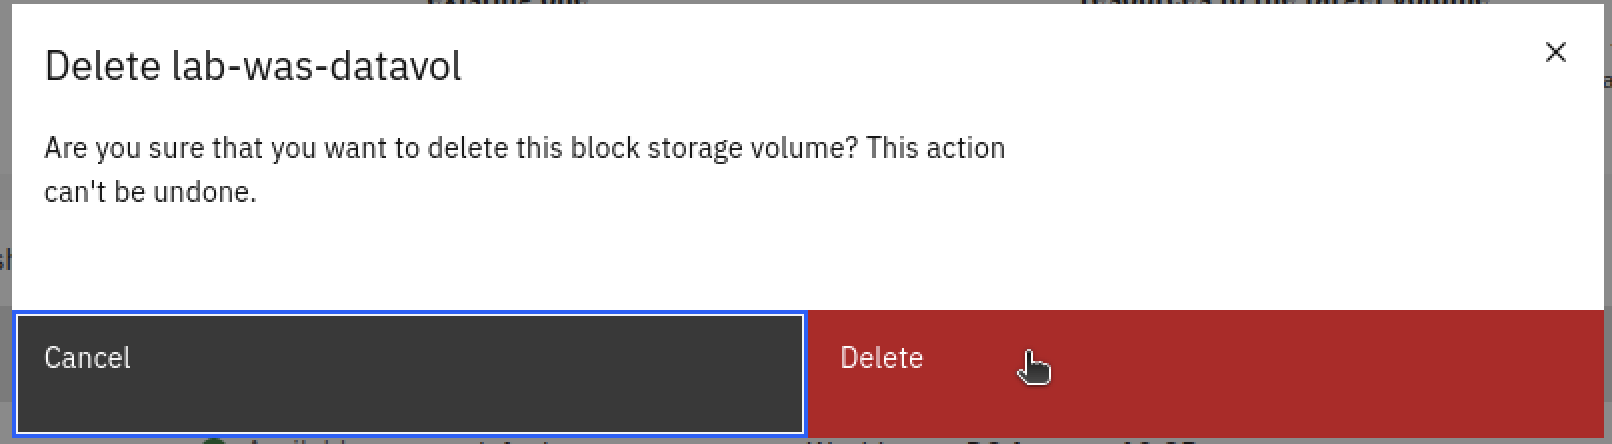 Delete lab-was-datavol
Are you sure that you want to delete this block storage volume? This action
can't be undone.
Cancel
Delete